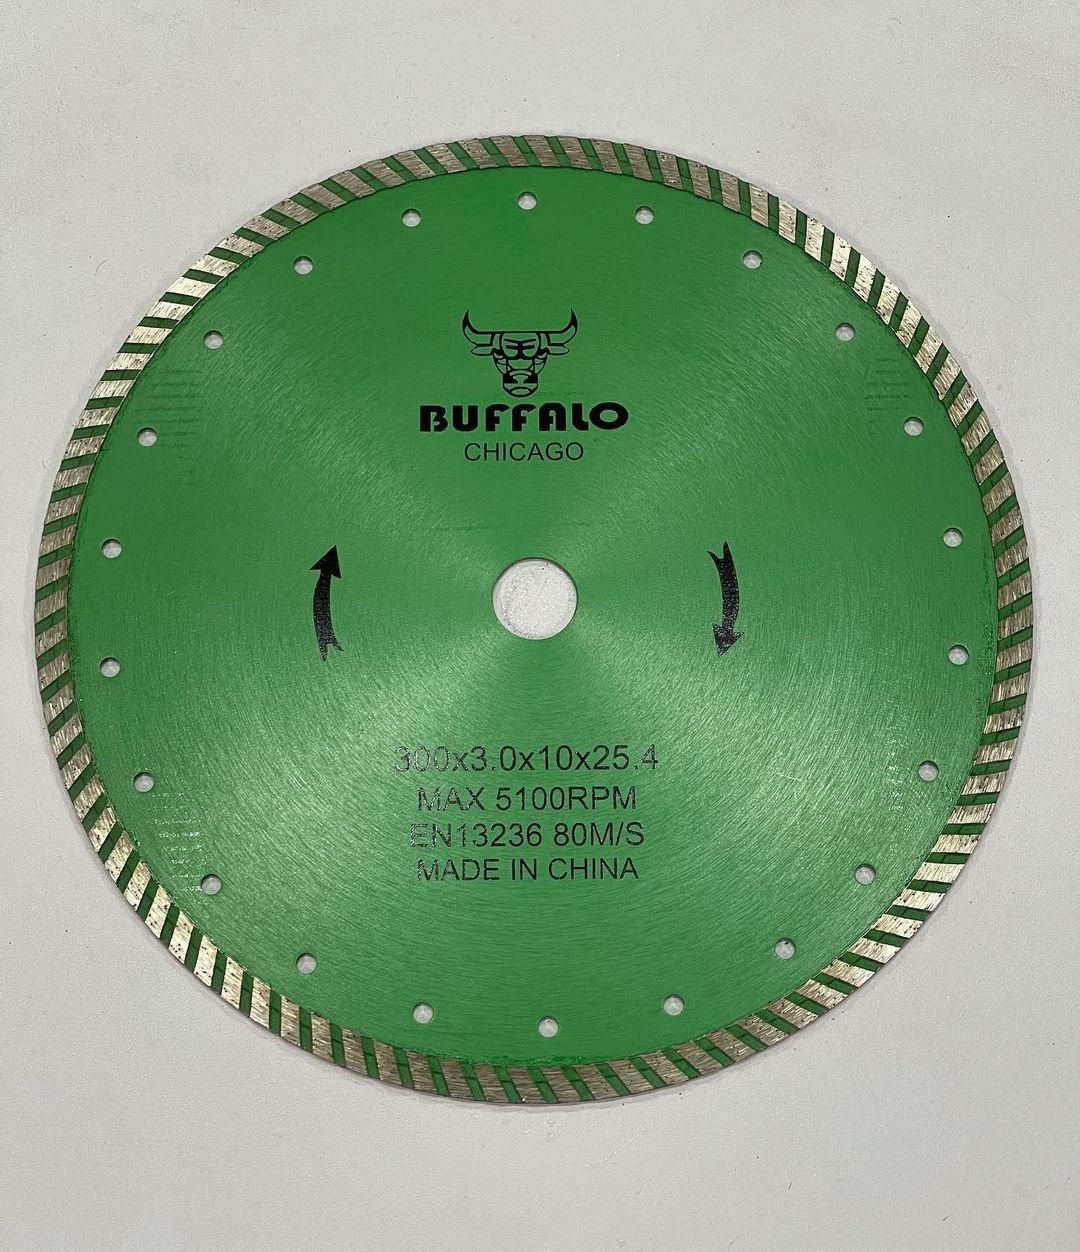 BUFFALO
CHICAGO
300x3.0x10x25.4
MAX 5100RPM
EN13236 80M/S
MADE IN CHINA